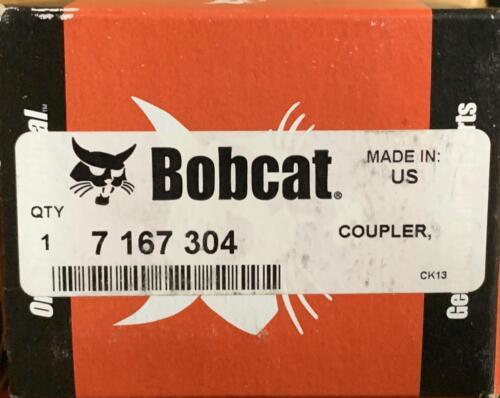 Bobcat®
MADE IN:
US
QTY
1 7 167 304
COUPLER,
CK13